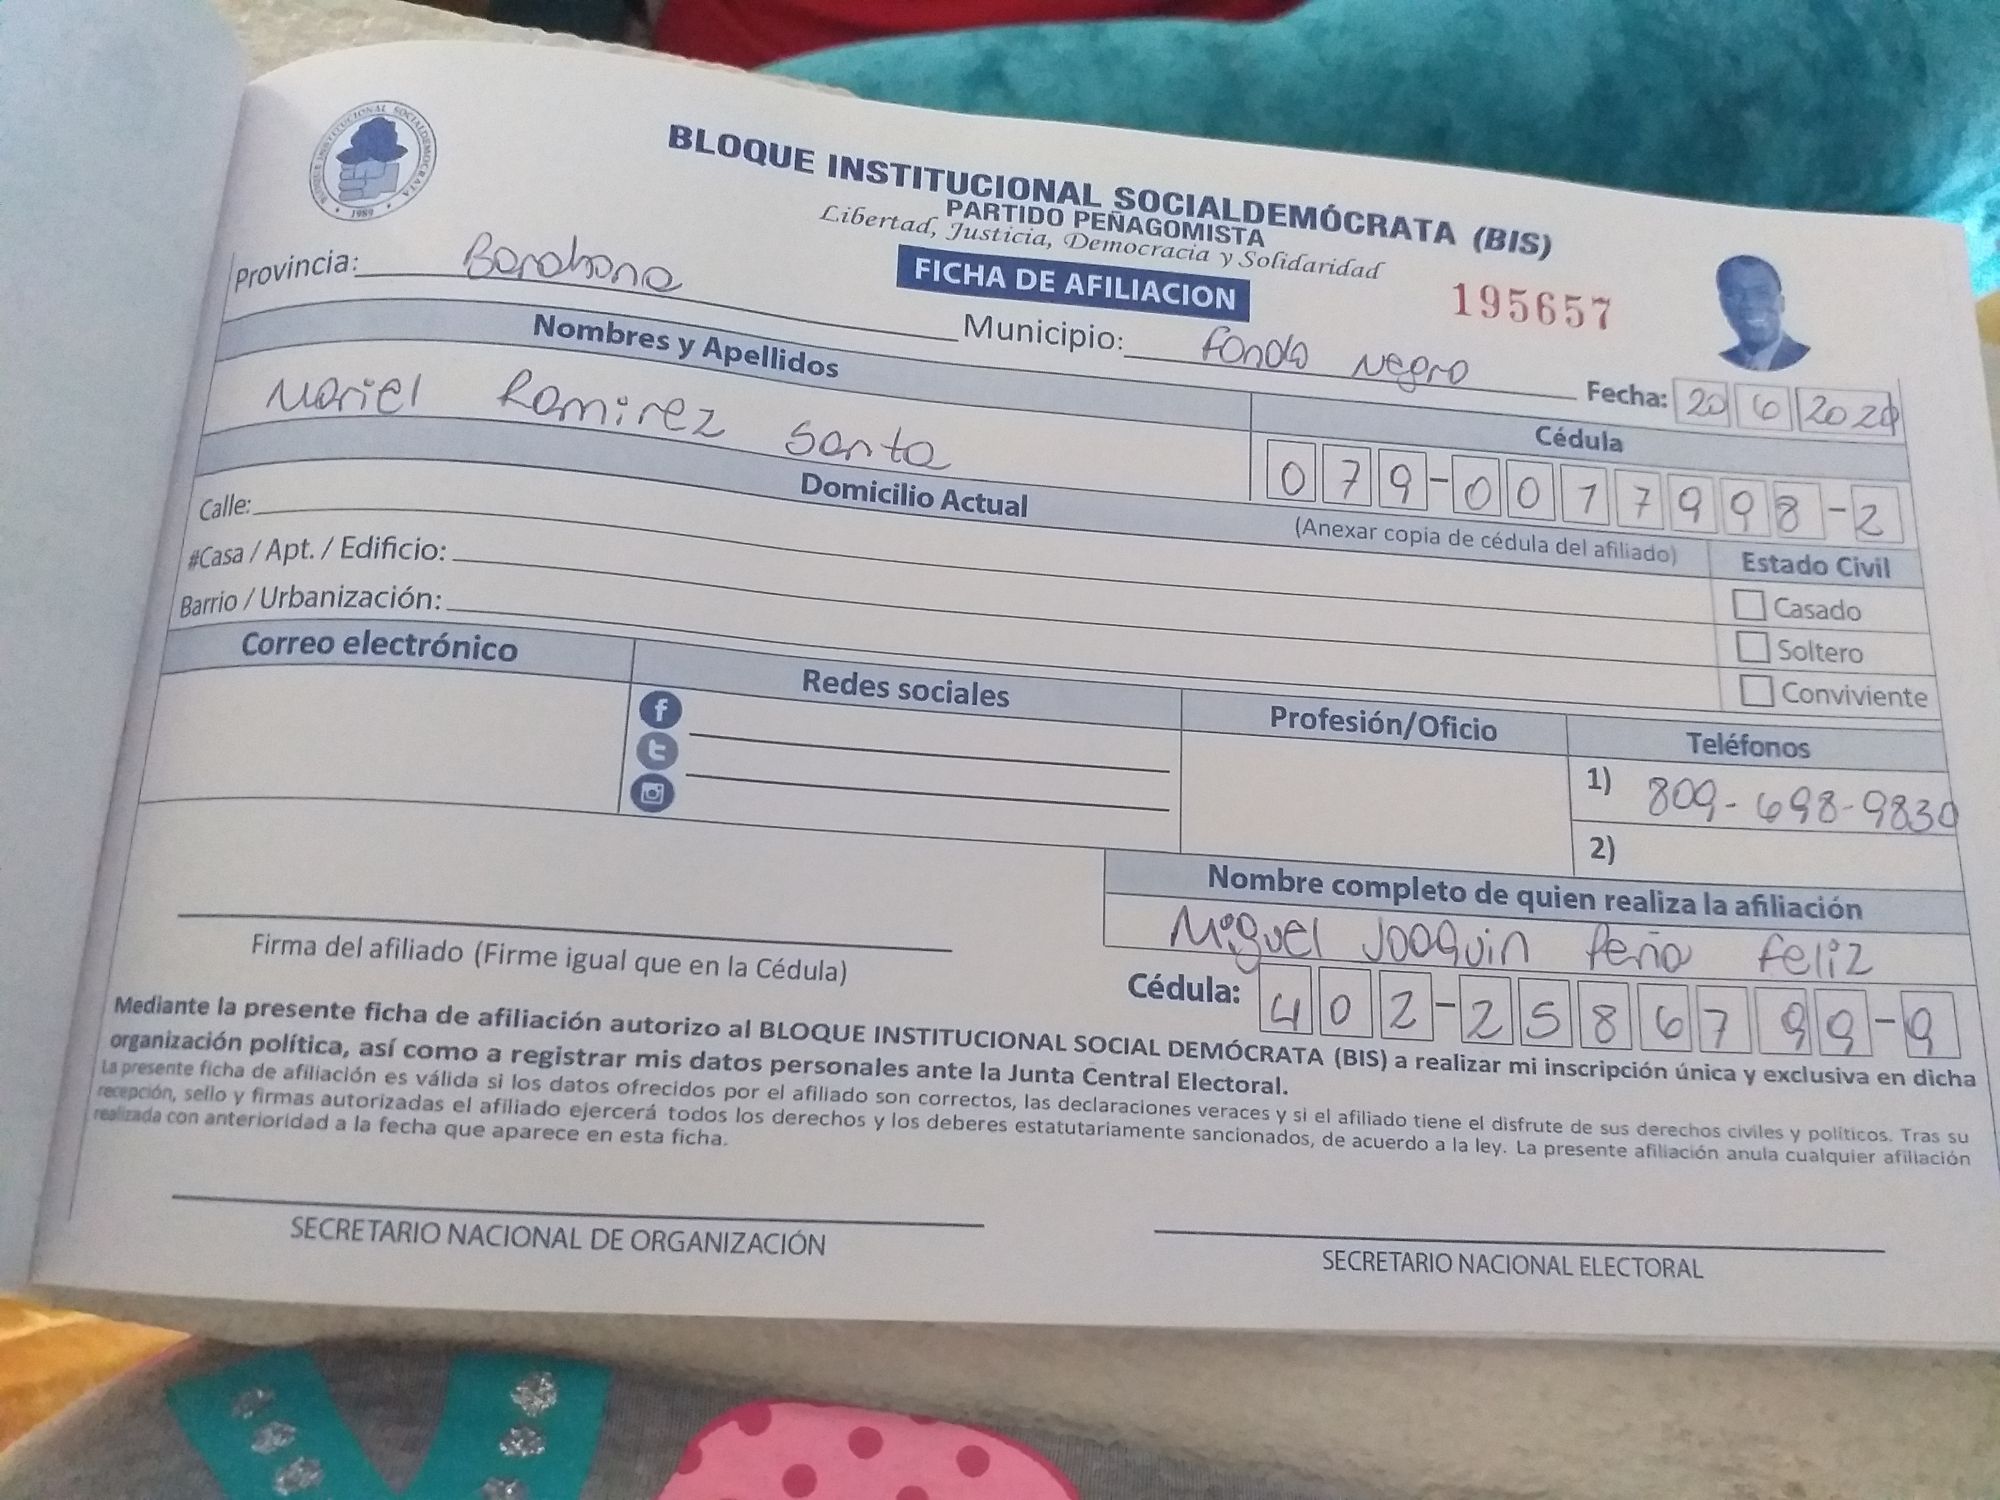 BLOQUE INSTITUCIONAL SOCIALDEMOCRATA
• 1989 •
BLOQUE INSTITUCIONAL SOCIALDEMÓCRATA (BIS)
PARTIDO PEÑAGOMISTA
Libertad, Justicia, Democracia y Solidaridad
FICHA DE AFILIACION
195657
Provincia: Barahona Municipio: Fondo Negro Fecha: 20 6 2020
Nombres y Apellidos Cédula
Mariel Ramirez Santa 079-0017998-2
Domicilio Actual (Anexar copia de cédula del afiliado) Estado Civil
Calle:
Casado
#Casa / Apt. / Edificio:
Soltero
Barrio / Urbanización:
Conviviente
Correo electrónico Redes sociales Profesión/Oficio Teléfonos
1) 809-698-9830
2)
Nombre completo de quien realiza la afiliación
Miguel Joaquin Peña Feliz
Firma del afiliado (Firme igual que en la Cédula)
Cédula: 402-2586799-9
Mediante la presente ficha de afiliación autorizo al BLOQUE INSTITUCIONAL SOCIAL DEMÓCRATA (BIS) a realizar mi inscripción única y exclusiva en dicha
organización política, así como a registrar mis datos personales ante la Junta Central Electoral.
La presente ficha de afiliación es válida si los datos ofrecidos por el afiliado son correctos, las declaraciones veraces y si el afiliado tiene el disfrute de sus derechos civiles y políticos. Tras su
recepción, sello y firmas autorizadas el afiliado ejercerá todos los derechos y los deberes estatutariamente sancionados, de acuerdo a la ley. La presente afiliación anula cualquier afiliación
realizada con anterioridad a la fecha que aparece en esta ficha.
SECRETARIO NACIONAL DE ORGANIZACIÓN
SECRETARIO NACIONAL ELECTORAL